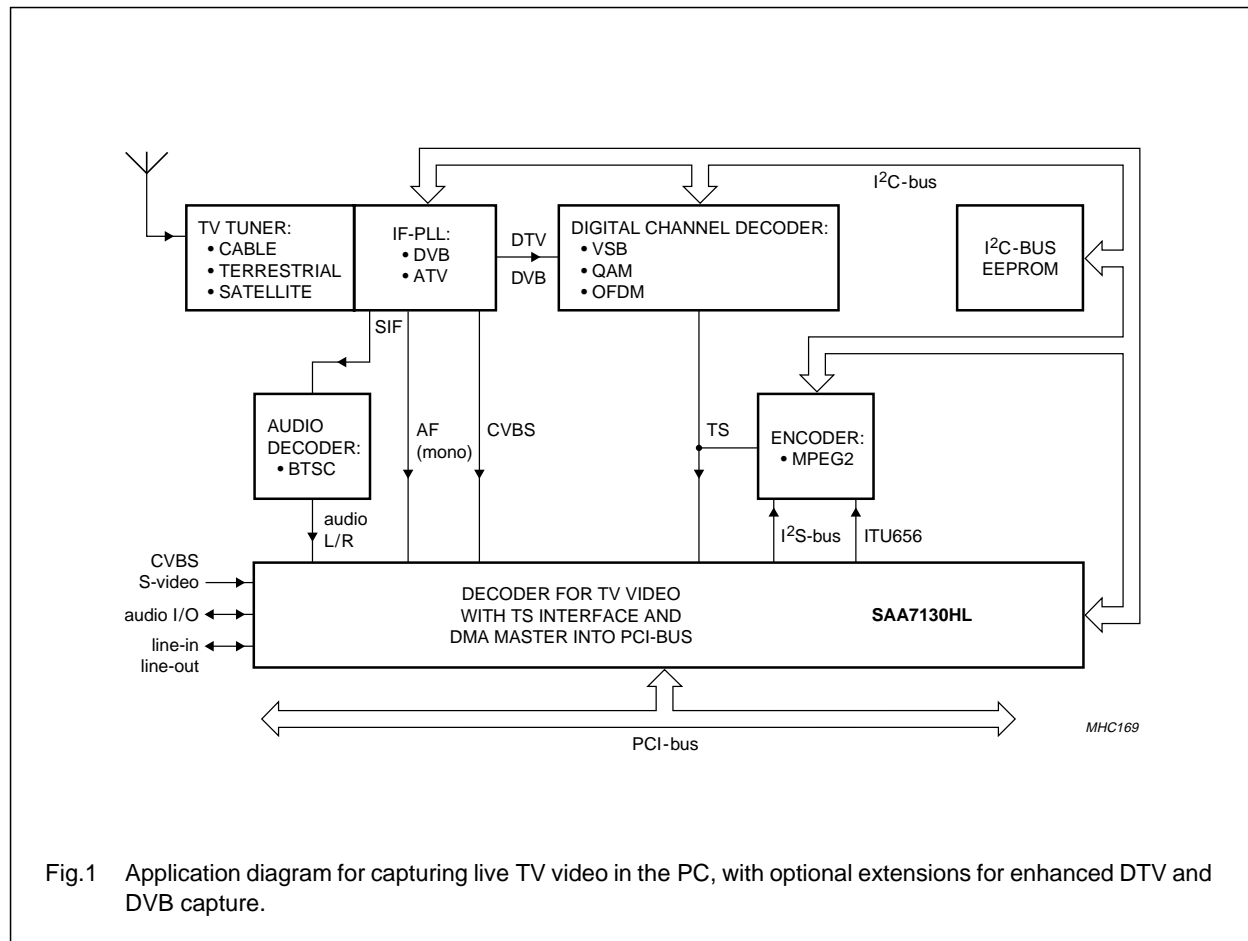 I2C-bus
TV TUNER:
• CABLE
• TERRESTRIAL
• SATELLITE
IF-PLL:
• DVB
• ATV
DTV
DVB
DIGITAL CHANNEL DECODER:
• VSB
• QAM
• OFDM
I2C-BUS
EEPROM
SIF
AUDIO
DECODER:
• BTSC
AF
(mono)
CVBS
TS
ENCODER:
• MPEG2
audio
L/R
I2S-bus
ITU656
CVBS
S-video
audio I/O
line-in
line-out
DECODER FOR TV VIDEO
WITH TS INTERFACE AND
DMA MASTER INTO PCI-BUS
SAA7130HL
PCI-bus
MHC169
Fig.1 Application diagram for capturing live TV video in the PC, with optional extensions for enhanced DTV and
DVB capture.